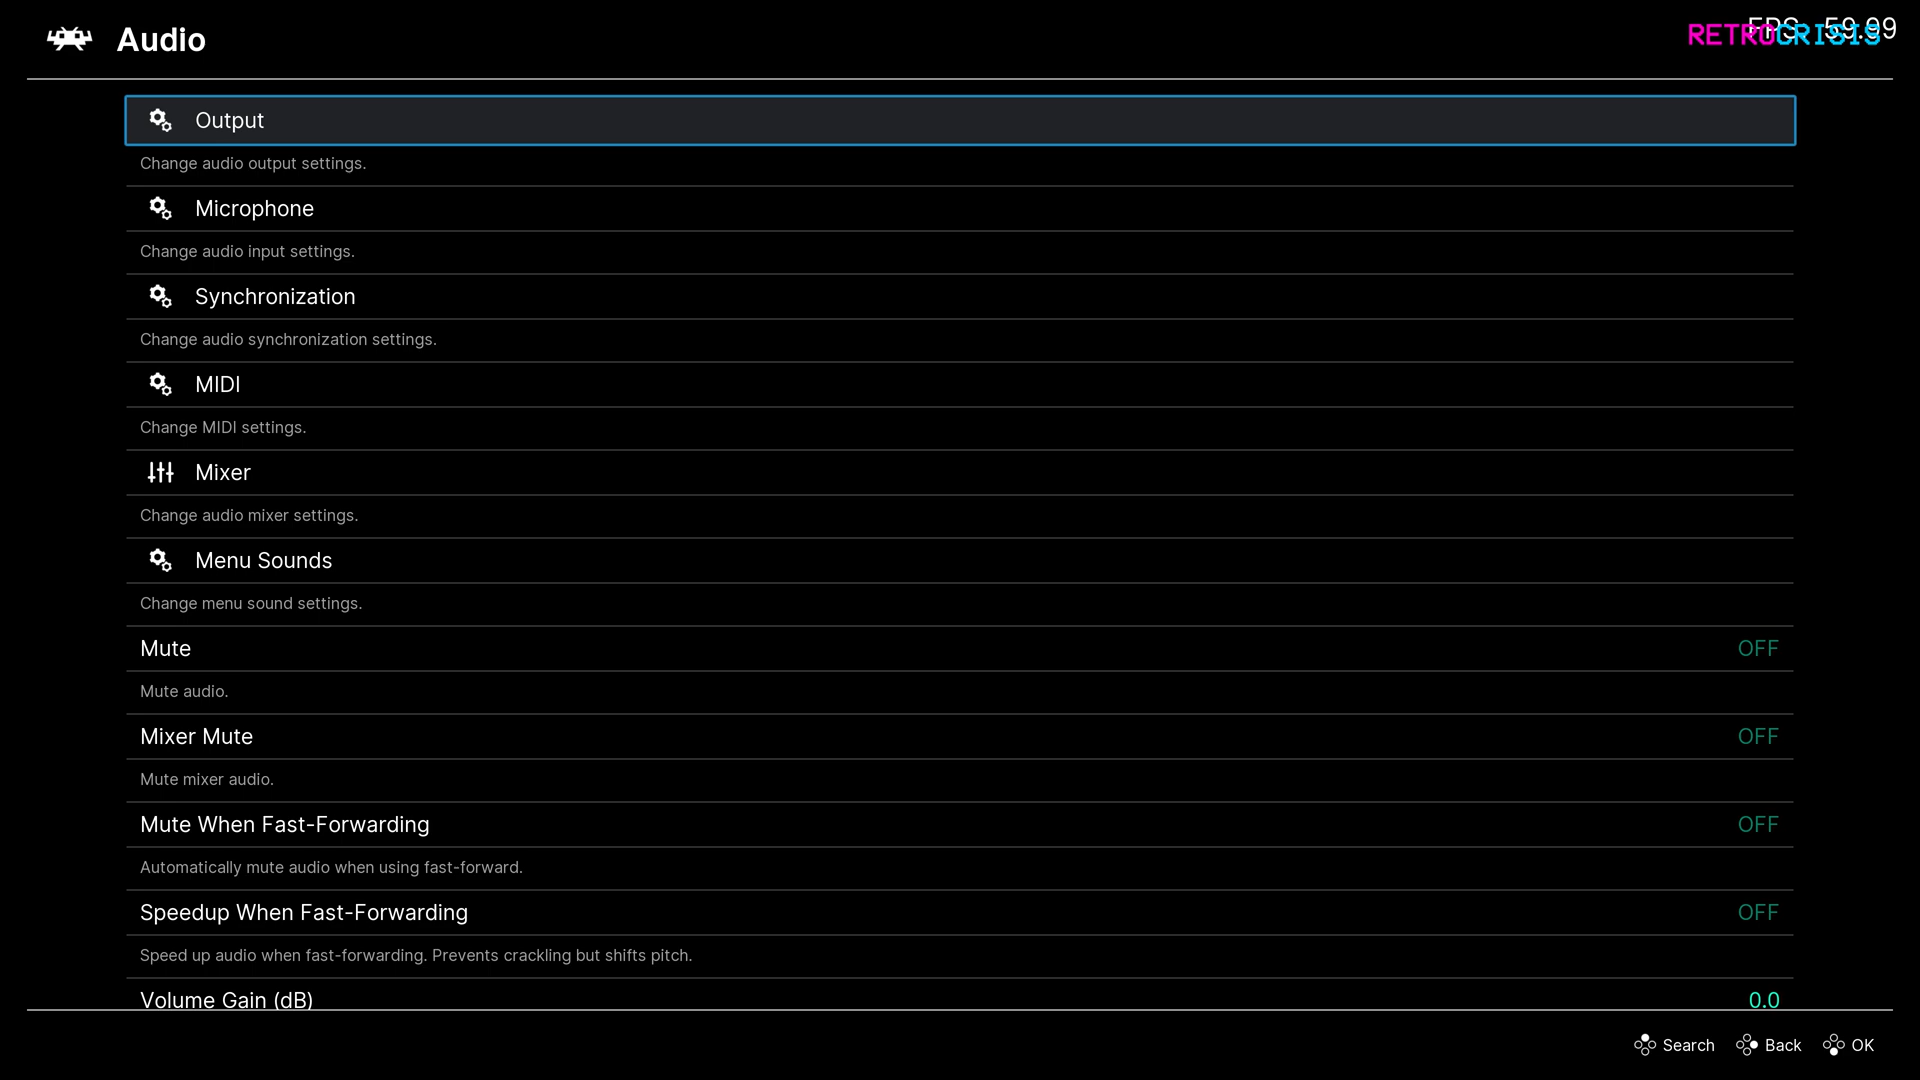 Audio
FPS: 59.99
RETROCRISIS
Output
Change audio output settings.
Microphone
Change audio input settings.
Synchronization
Change audio synchronization settings.
MIDI
Change MIDI settings.
Mixer
Change audio mixer settings.
Menu Sounds
Change menu sound settings.
Mute OFF
Mute audio.
Mixer Mute OFF
Mute mixer audio.
Mute When Fast-Forwarding OFF
Automatically mute audio when using fast-forward.
Speedup When Fast-Forwarding OFF
Speed up audio when fast-forwarding. Prevents crackling but shifts pitch.
Volume Gain (dB) 0.0
Search Back OK